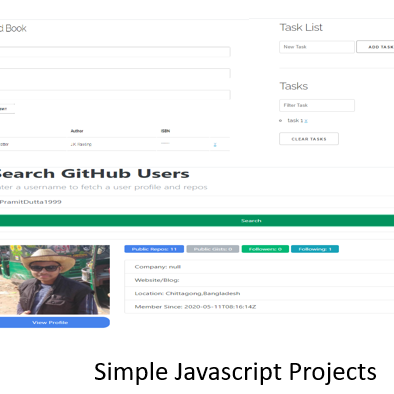 d Book
Task List
New Task
ADD TASK
Tasks
Filter Task
task 1 x
CLEAR TASKS
Author
ISBN
Search GitHub Users
ter a username to fetch a user profile and repos
PramitDutta1999
Search
Public Repos: 11
Public Gists: 0
Followers: 0
Following: 1
Company: null
Website/Blog:
Location: Chittagong,Bangladesh
Member Since: 2020-05-11T08:16:14Z
View Profile
Simple Javascript Projects